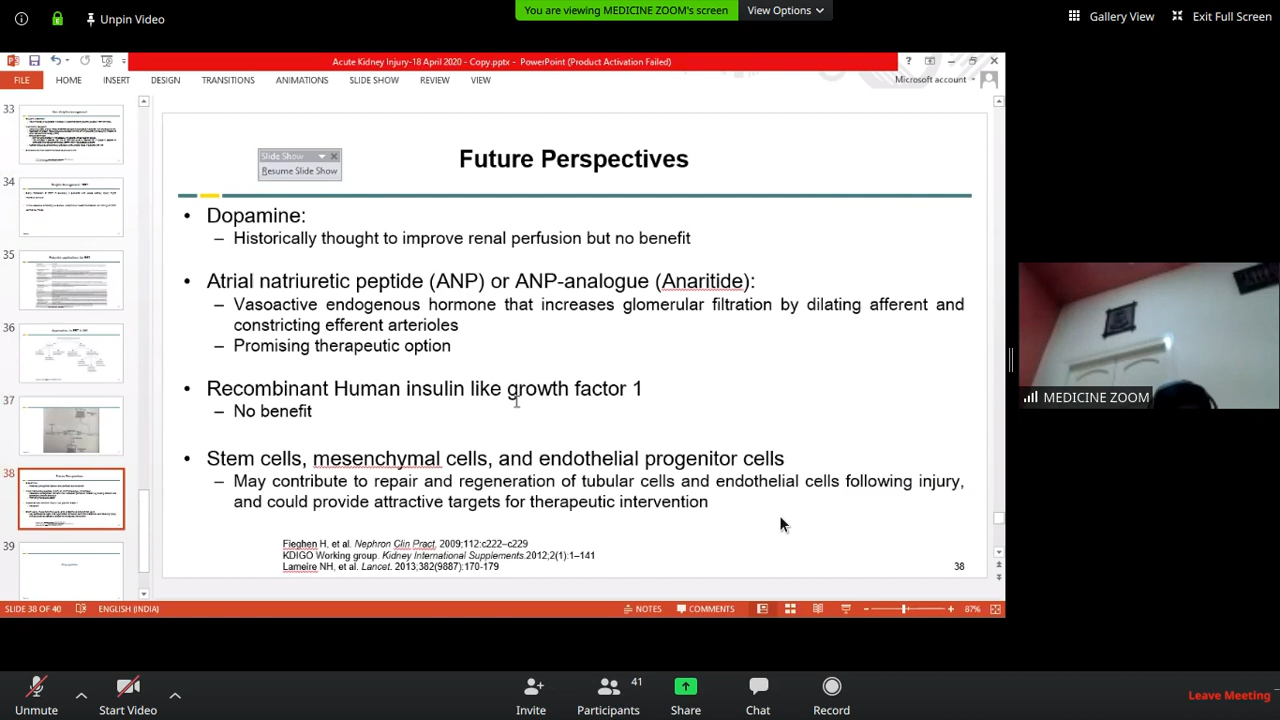 Unpin Video
You are viewing MEDICINE ZOOM's screen
View Options
Gallery View
Exit Full Screen
Acute Kidney Injury-18 April 2020 - Copy.pptx - PowerPoint (Product Activation Failed)
FILE
HOME
INSERT
DESIGN
TRANSITIONS
ANIMATIONS
SLIDE SHOW
REVIEW
VIEW
Microsoft account
33
34
35
36
37
38
39
Slide Show
Resume Slide Show
Future Perspectives
• Dopamine:
– Historically thought to improve renal perfusion but no benefit
• Atrial natriuretic peptide (ANP) or ANP-analogue (Anaritide):
– Vasoactive endogenous hormone that increases glomerular filtration by dilating afferent and
constricting efferent arterioles
– Promising therapeutic option
• Recombinant Human insulin like growth factor 1
– No benefit
• Stem cells, mesenchymal cells, and endothelial progenitor cells
– May contribute to repair and regeneration of tubular cells and endothelial cells following injury,
and could provide attractive targets for therapeutic intervention
Fieghen H, et al. Nephron Clin Pract. 2009;112:c222–c229
KDIGO Working group. Kidney International Supplements.2012;2(1):1–141
Lameire NH, et al. Lancet. 2013;382(9887):170-179
38
MEDICINE ZOOM
SLIDE 38 OF 40
ENGLISH (INDIA)
NOTES
COMMENTS
87%
Unmute
Start Video
Invite
41
Participants
Share
Chat
Record
Leave Meeting